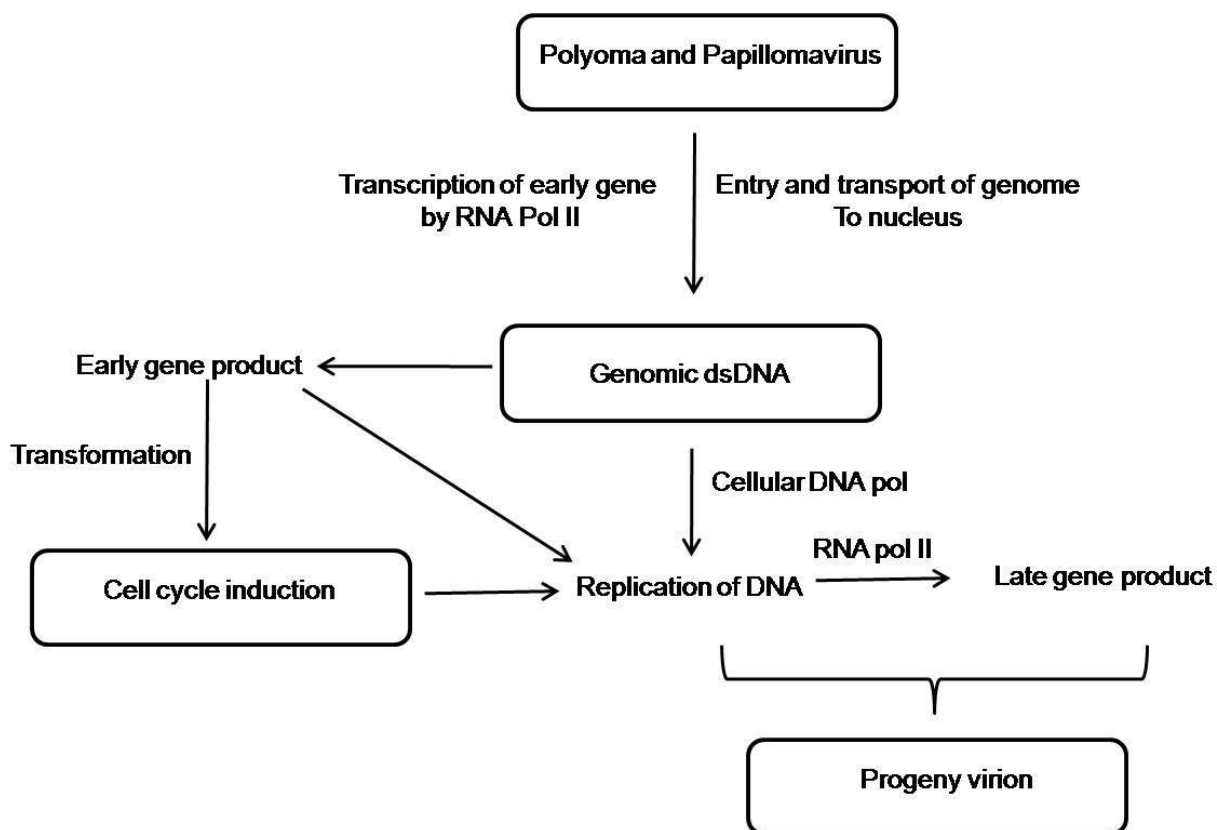 Polyoma and Papillomavirus
Transcription of early gene
by RNA Pol II
Entry and transport of genome
To nucleus
Early gene product
Genomic dsDNA
Transformation
Cellular DNA pol
RNA pol II
Cell cycle induction
Replication of DNA
Late gene product
Progeny virion